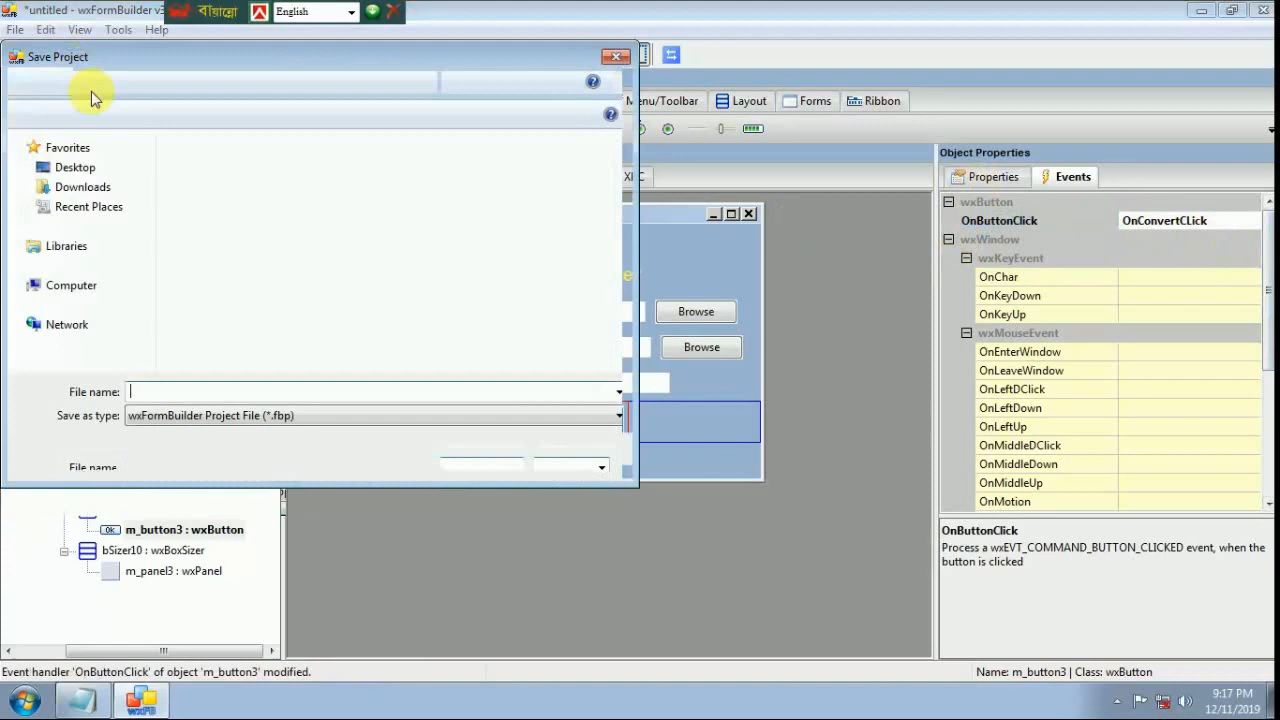 *untitled - wxFormBuilder v3
বায়ান্নো
English
File Edit View Tools Help
Save Project
Menu/Toolbar Layout Forms Ribbon
Favorites
Desktop
Downloads
Recent Places
Libraries
Computer
Network
File name:
Save as type: wxFormBuilder Project File (*.fbp)
File name
Browse
Browse
Object Properties
Properties Events
wxButton
OnButtonClick OnConvertCLick
wxWindow
wxKeyEvent
OnChar
OnKeyDown
OnKeyUp
wxMouseEvent
OnEnterWindow
OnLeaveWindow
OnLeftDClick
OnLeftDown
OnLeftUp
OnMiddleDClick
OnMiddleDown
OnMiddleUp
OnMotion
OnButtonClick
Process a wxEVT_COMMAND_BUTTON_CLICKED event, when the
button is clicked
Ok m_button3 : wxButton
bSizer10 : wxBoxSizer
m_panel3 : wxPanel
Event handler 'OnButtonClick' of object 'm_button3' modified.
Name: m_button3 | Class: wxButton
wxFB
9:17 PM
12/11/2019